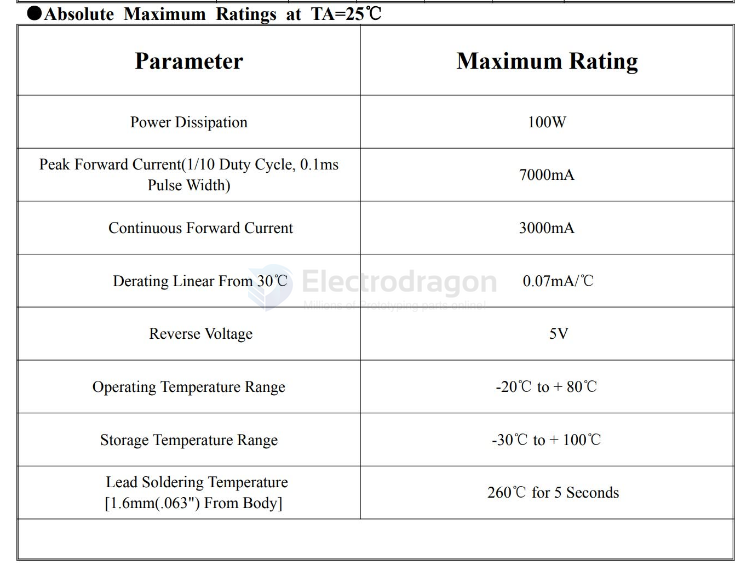 ●Absolute Maximum Ratings at TA=25℃
Parameter
Maximum Rating
Power Dissipation
100W
Peak Forward Current(1/10 Duty Cycle, 0.1ms
Pulse Width)
7000mA
Continuous Forward Current
3000mA
Derating Linear From 30℃
0.07mA/℃
Electrodragon
Millions of Prototyping parts online!
Reverse Voltage
5V
Operating Temperature Range
-20℃ to + 80℃
Storage Temperature Range
-30℃ to + 100℃
Lead Soldering Temperature
[1.6mm(.063") From Body]
260℃ for 5 Seconds